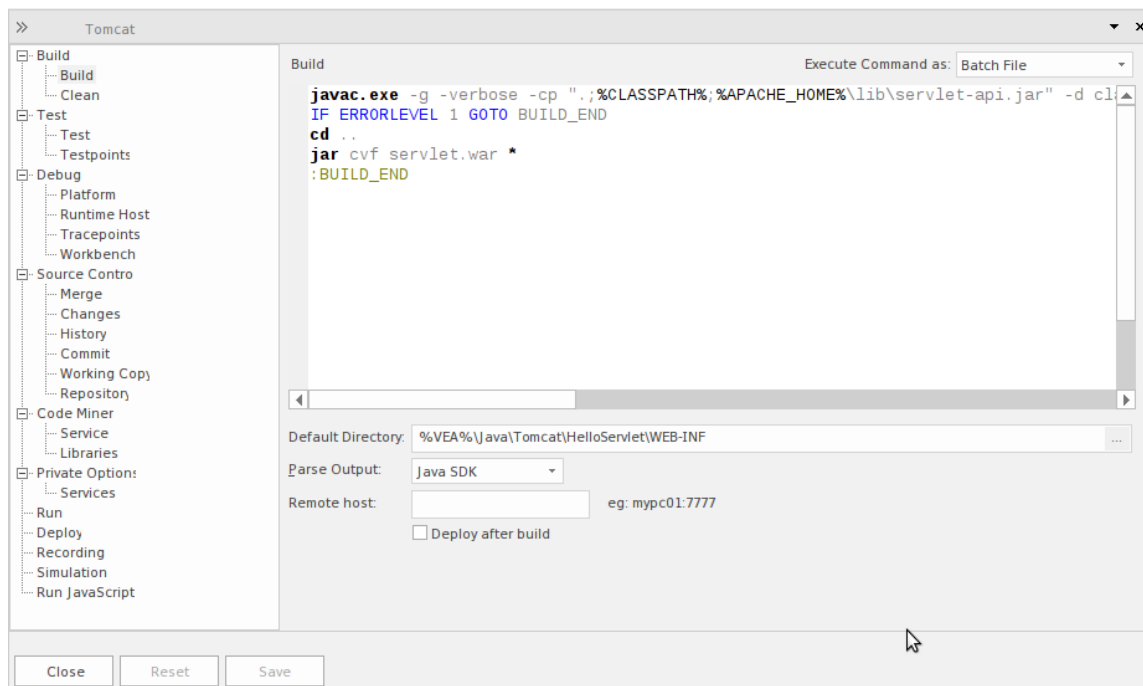 Tomcat
Build
Build
Clean
Test
Test
Testpoints
Debug
Platform
Runtime Host
Tracepoints
Workbench
Source Contro
Merge
Changes
History
Commit
Working Copy
Repository
Code Miner
Service
Libraries
Private Options
Services
Run
Deploy
Recording
Simulation
Run JavaScript
Build
Execute Command as: Batch File
javac.exe -g -verbose -cp ".;%CLASSPATH%;%APACHE_HOME%\lib\servlet-api.jar" -d cla
IF ERRORLEVEL 1 GOTO BUILD_END
cd ..
jar cvf servlet.war *
:BUILD_END
Default Directory: %VEA%\Java\Tomcat\HelloServlet\WEB-INF ...
Parse Output: Java SDK
Remote host: eg: mypc01:7777
Deploy after build
Close Reset Save